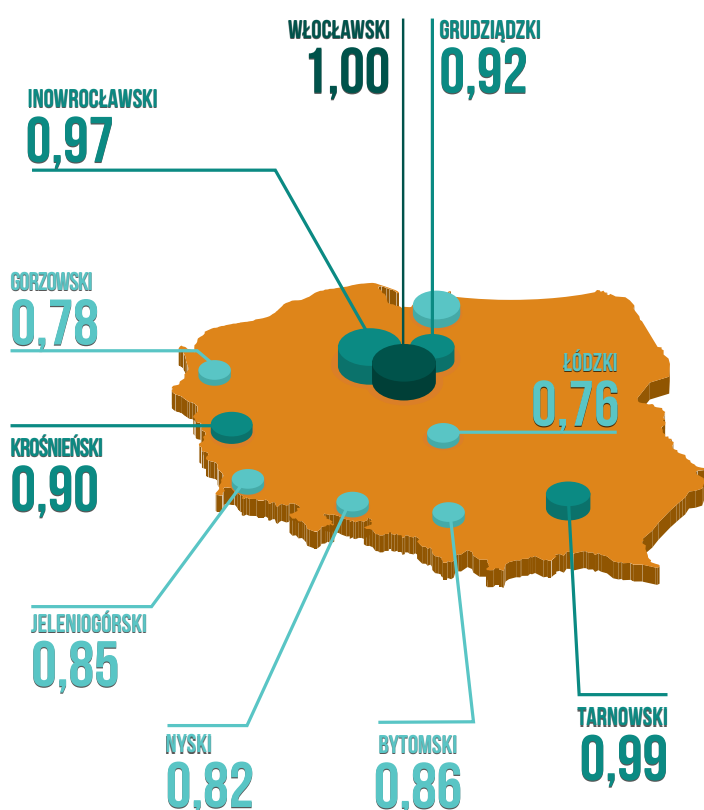 WŁOCŁAWSKI
1,00
GRUDZIĄDZKI
0,92
INOWROCŁAWSKI
0,97
GORZOWSKI
0,78
ŁÓDZKI
0,76
KROŚNIEŃSKI
0,90
JELENIOGÓRSKI
0,85
TARNOWSKI
0,99
NYSKI
0,82
BYTOMSKI
0,86